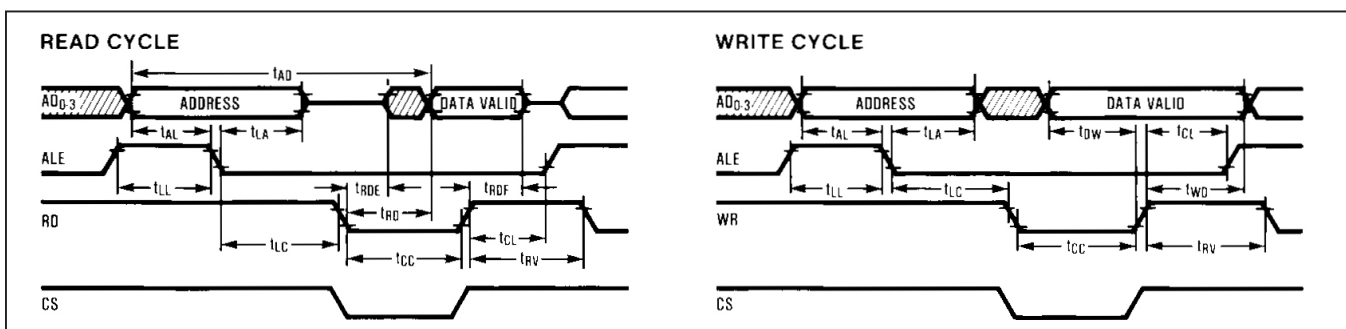 READ CYCLE
tAD
AD0-3 ADDRESS DATA VALID
tAL tLA
ALE
tLL tRDE tRDF
RD tRD
tLC tCL
tCC tRV
CS
WRITE CYCLE
AD0-3 ADDRESS DATA VALID
tAL tLA tDW tCL
ALE
tLL tLC tWD
WR
tCC tRV
CS